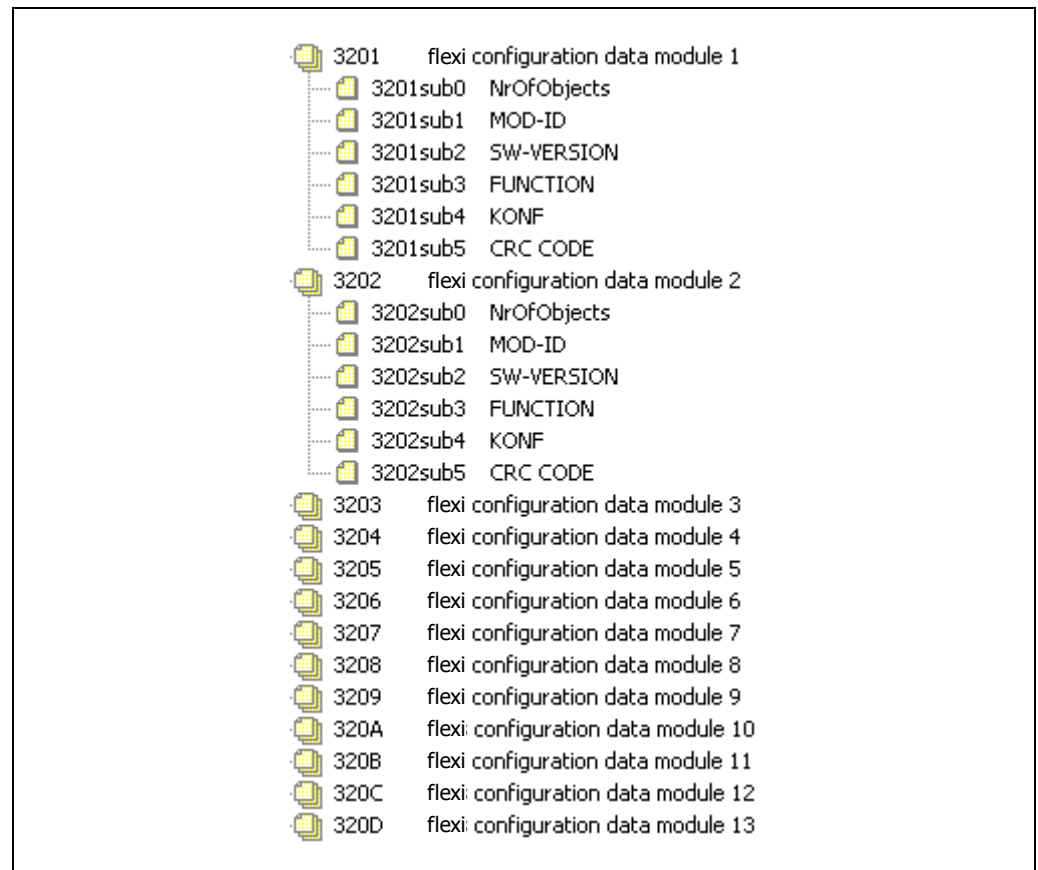 3201 flexi configuration data module 1
3201sub0 NrOfObjects
3201sub1 MOD-ID
3201sub2 SW-VERSION
3201sub3 FUNCTION
3201sub4 KONF
3201sub5 CRC CODE
3202 flexi configuration data module 2
3202sub0 NrOfObjects
3202sub1 MOD-ID
3202sub2 SW-VERSION
3202sub3 FUNCTION
3202sub4 KONF
3202sub5 CRC CODE
3203 flexi configuration data module 3
3204 flexi configuration data module 4
3205 flexi configuration data module 5
3206 flexi configuration data module 6
3207 flexi configuration data module 7
3208 flexi configuration data module 8
3209 flexi configuration data module 9
320A flexi configuration data module 10
320B flexi configuration data module 11
320C flexi configuration data module 12
320D flexi configuration data module 13